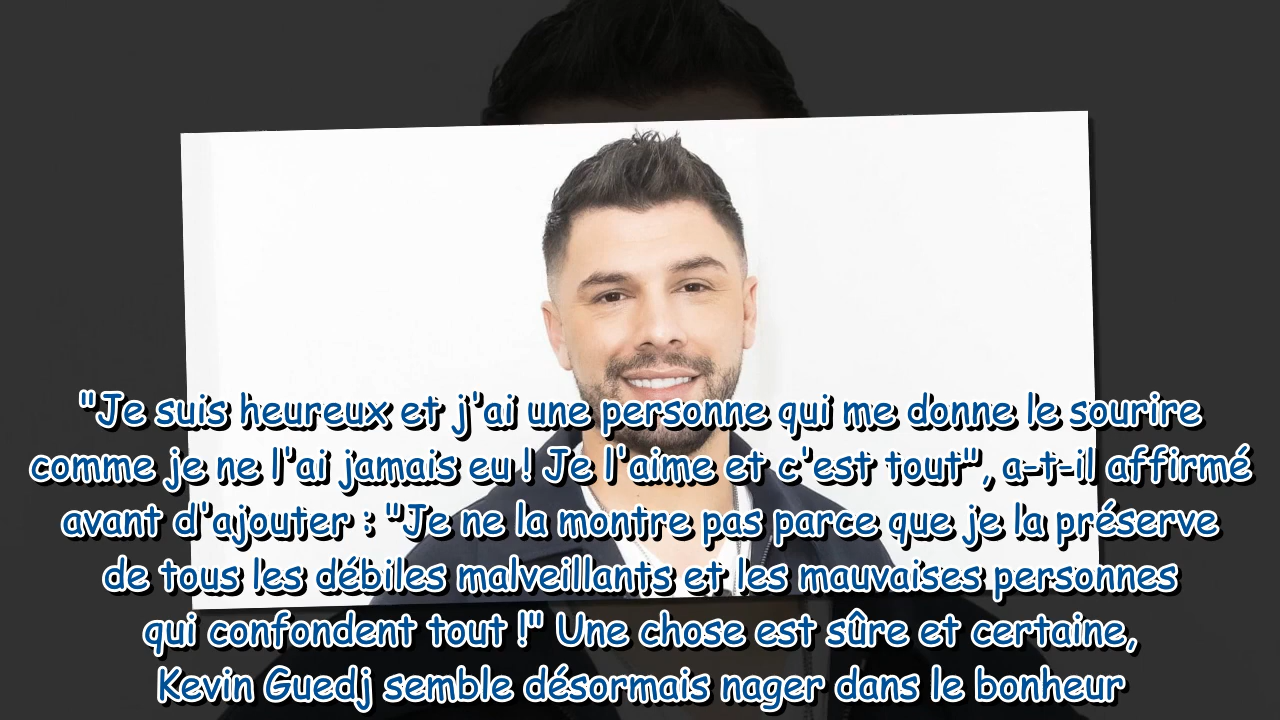 "Je suis heureux et j'ai une personne qui me donne le sourire
comme je ne l'ai jamais eu ! Je l'aime et c'est tout", a-t-il affirmé
avant d'ajouter : "Je ne la montre pas parce que je la préserve
de tous les débiles malveillants et les mauvaises personnes
qui confondent tout !" Une chose est sûre et certaine,
Kevin Guedj semble désormais nager dans le bonheur